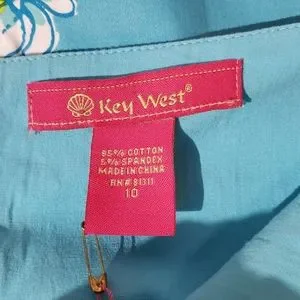 Key West®
95% COTTON
5% SPANDEX
MADE IN CHINA
RN# 81311
10